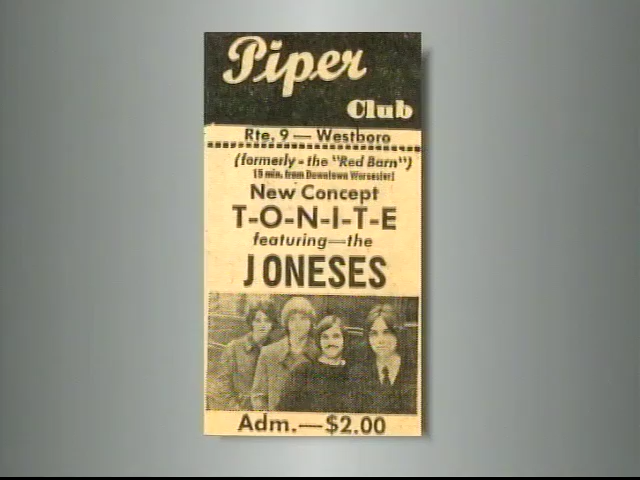 Piper
Club
Rte. 9 — Westboro
(formerly - the "Red Barn")
15 min. from Downtown Worcester!
New Concept
T-O-N-I-T-E
featuring—the
JONESES
Adm.—$2.00